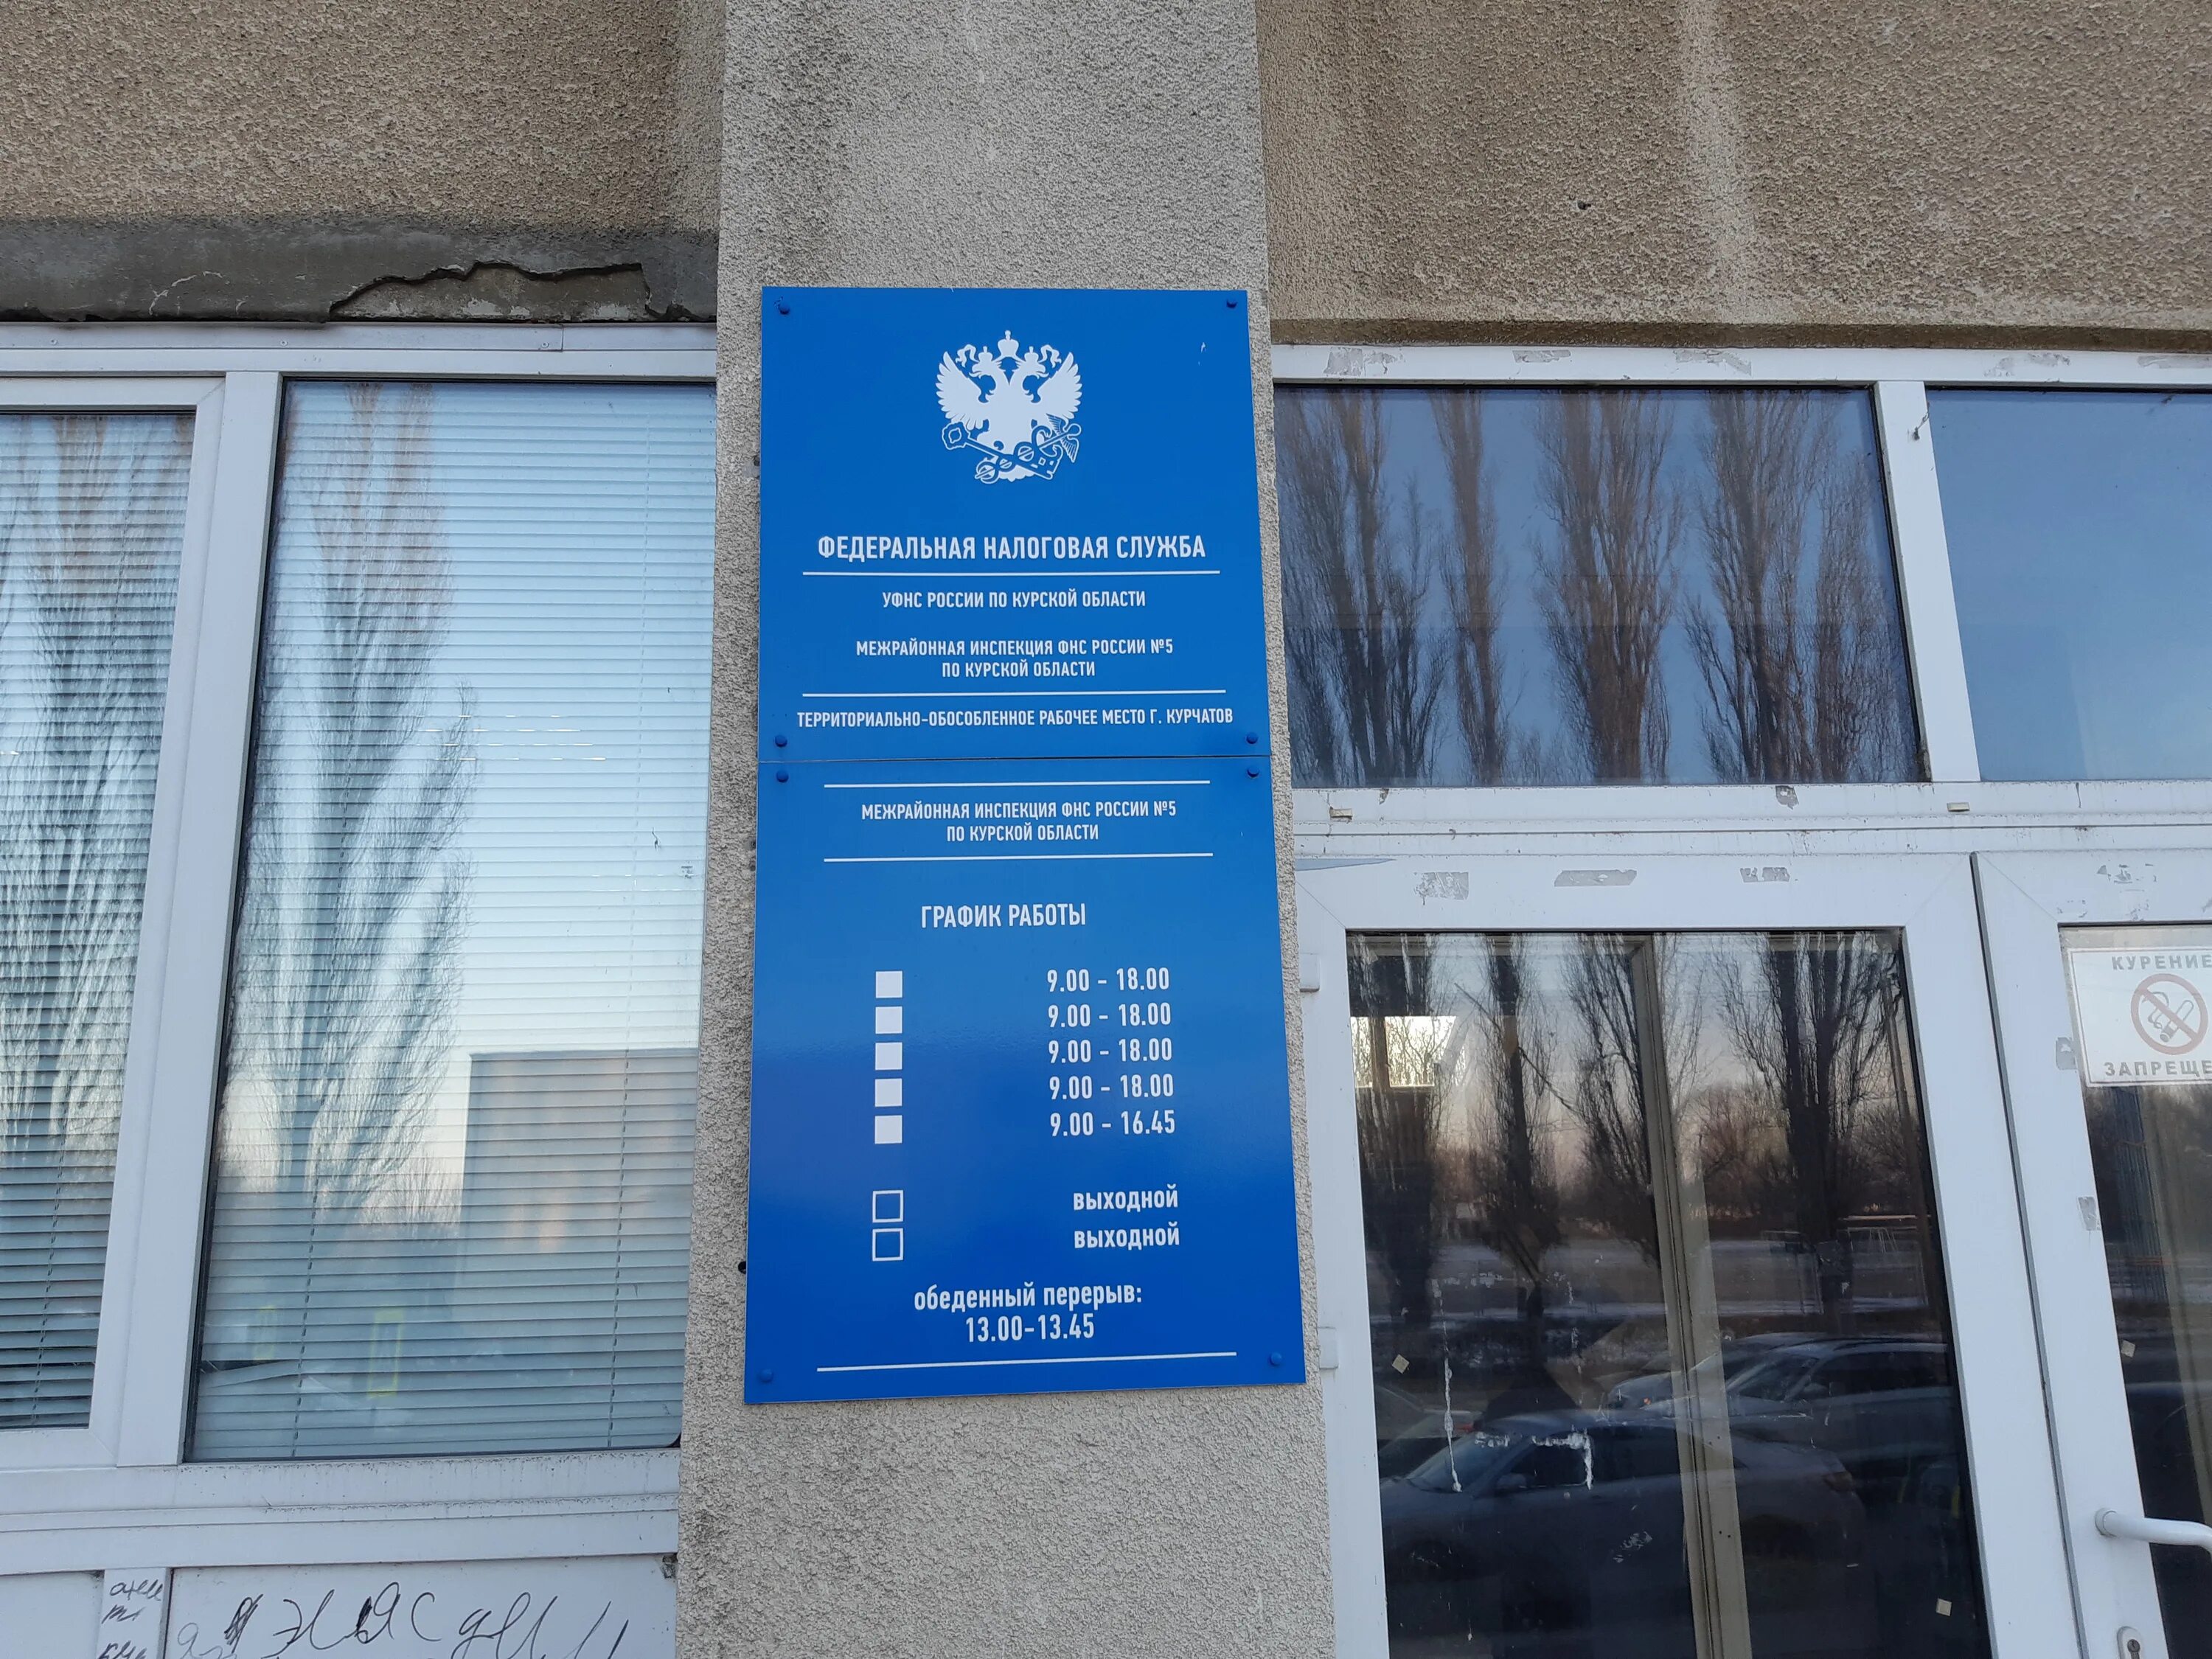 ФЕДЕРАЛЬНАЯ НАЛОГОВАЯ СЛУЖБА
УФНС РОССИИ ПО КУРСКОЙ ОБЛАСТИ
МЕЖРАЙОННАЯ ИНСПЕКЦИЯ ФНС РОССИИ №5
ПО КУРСКОЙ ОБЛАСТИ
ТЕРРИТОРИАЛЬНО-ОБОСОБЛЕННОЕ РАБОЧЕЕ МЕСТО Г. КУРЧАТОВ
МЕЖРАЙОННАЯ ИНСПЕКЦИЯ ФНС РОССИИ №5
ПО КУРСКОЙ ОБЛАСТИ
ГРАФИК РАБОТЫ
9.00 - 18.00
9.00 - 18.00
9.00 - 18.00
9.00 - 18.00
9.00 - 16.45
выходной
выходной
обеденный перерыв:
13.00-13.45
КУРЕНИЕ
ЗАПРЕЩЕ